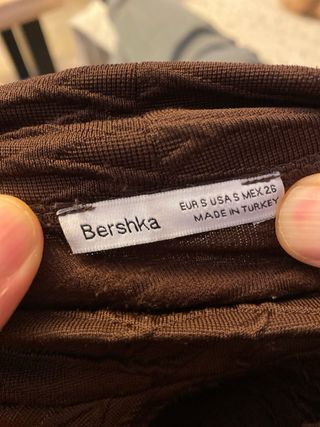 Bershka
EUR S USA S MEX 26
MADE IN TURKEY